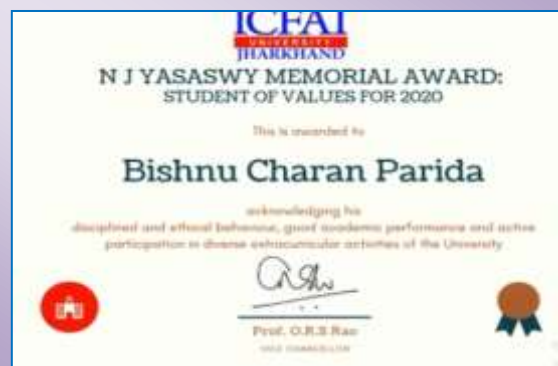 ICFAI
UNIVERSITY
JHARKHAND
N J YASASWY MEMORIAL AWARD:
STUDENT OF VALUES FOR 2020
This is awarded to
Bishnu Charan Parida
acknowledging his
disciplined and ethical behaviour, good academic performance and active
participation in diverse extracurricular activities of the University
Prof. O.R.S Rao
VICE CHANCELLOR